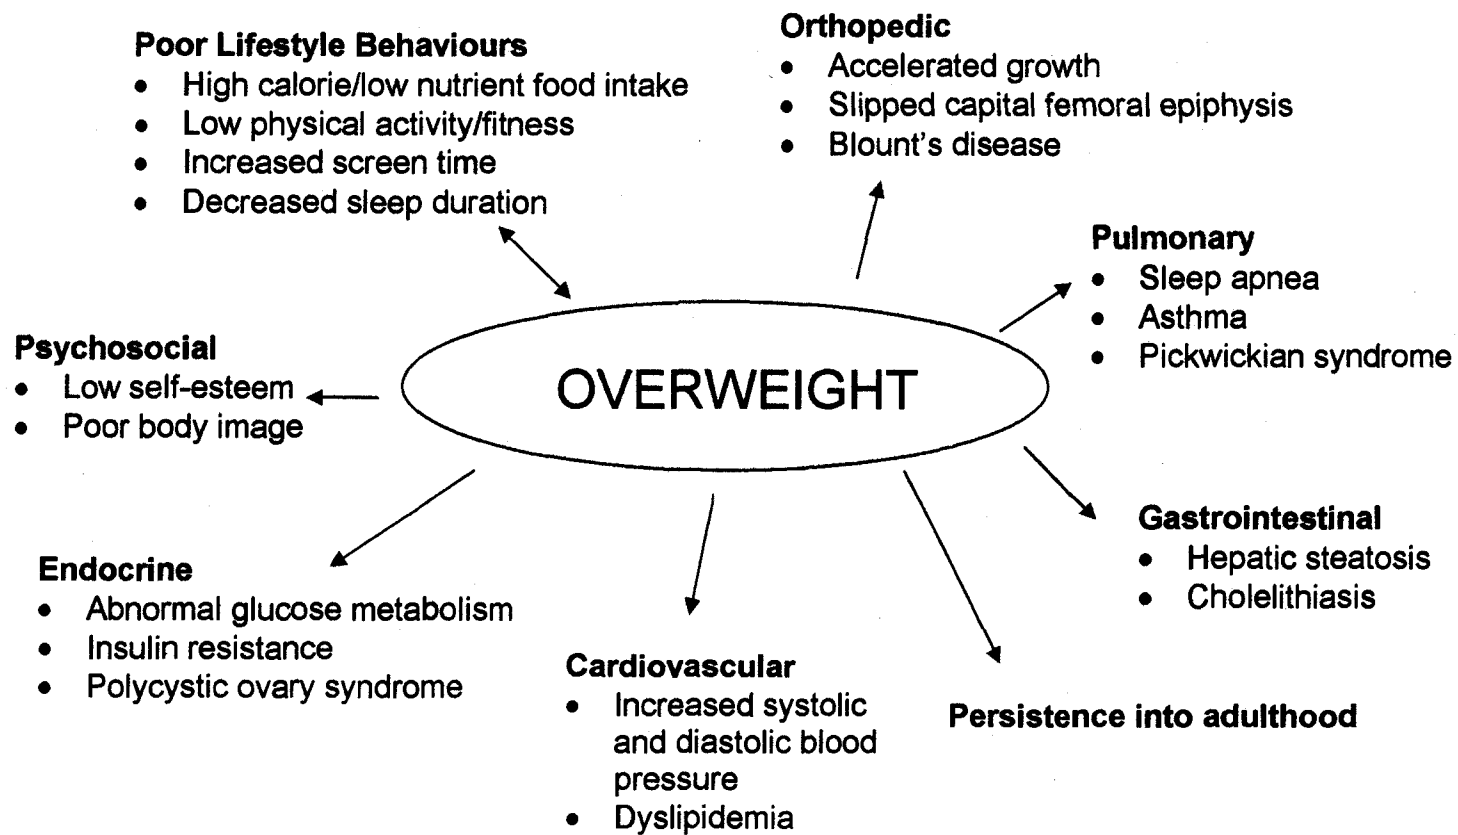 Poor Lifestyle Behaviours
• High calorie/low nutrient food intake
• Low physical activity/fitness
• Increased screen time
• Decreased sleep duration
Orthopedic
• Accelerated growth
• Slipped capital femoral epiphysis
• Blount's disease
Pulmonary
• Sleep apnea
• Asthma
• Pickwickian syndrome
Psychosocial
• Low self-esteem
• Poor body image
OVERWEIGHT
Gastrointestinal
• Hepatic steatosis
• Cholelithiasis
Endocrine
• Abnormal glucose metabolism
• Insulin resistance
• Polycystic ovary syndrome
Cardiovascular
• Increased systolic
and diastolic blood
pressure
• Dyslipidemia
Persistence into adulthood